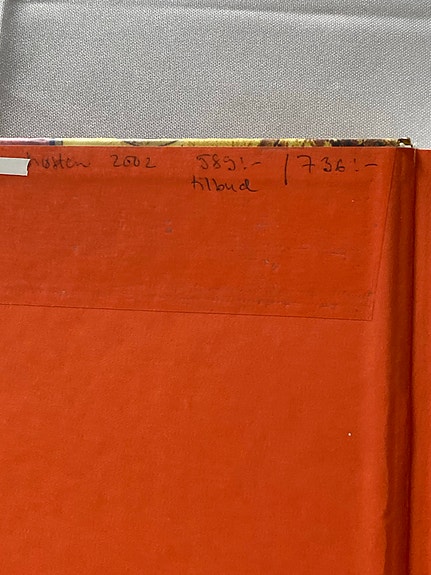 høsten 2002 589:- / 736:-
tilbud